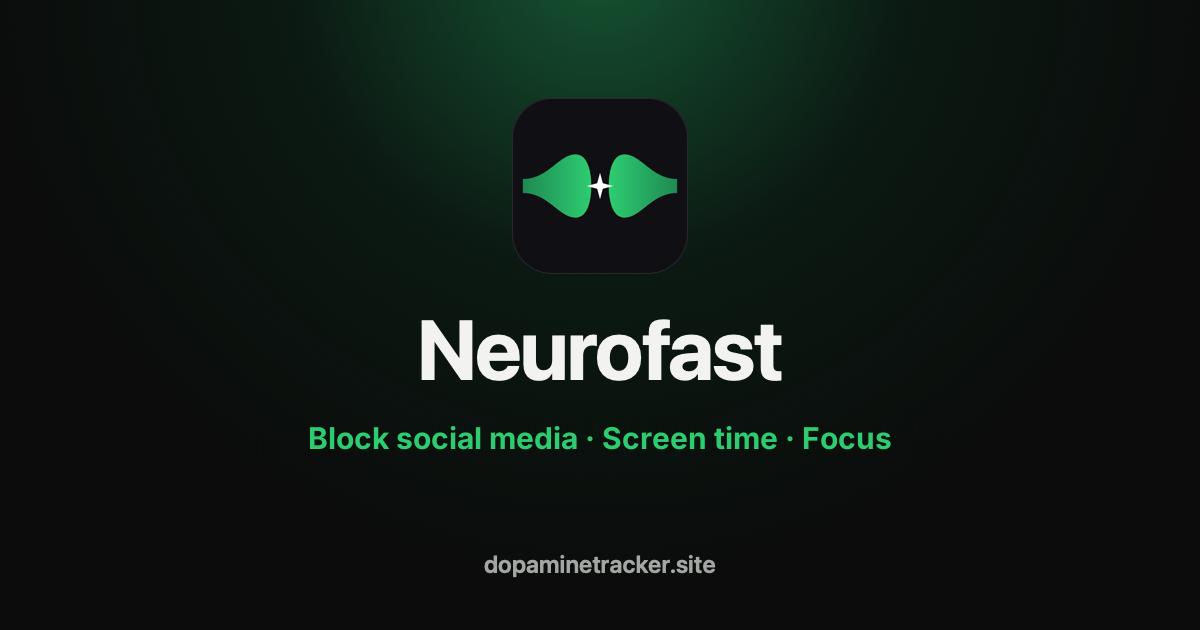 Neurofast
Block social media · Screen time · Focus
dopaminetracker.site